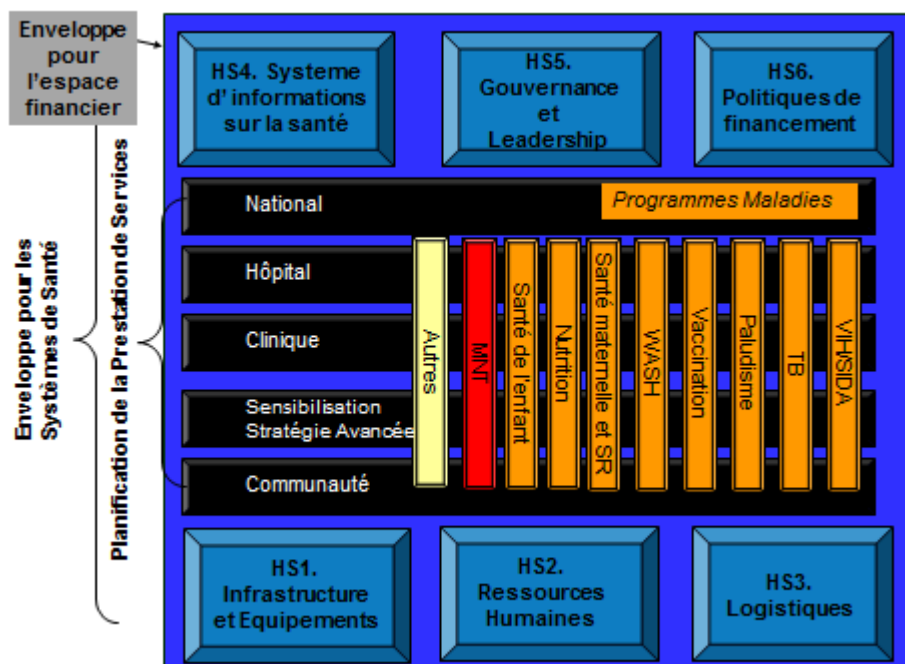 Enveloppe
pour
l'espace
financier
HS4. Systeme
d' informations
sur la santé
HS5.
Gouvernance
et
Leadership
HS6.
Politiques de
financement
Enveloppe pour les
Systèmes de Santé
Planification de la Prestation de Services
National
Programmes Maladies
Hôpital
Clinique
Sensibilisation
Stratégie Avancée
Communauté
Autres
MNT
Santé de l'enfant
Nutrition
Santé maternelle et SR
WASH
Vaccination
Paludisme
TB
VIH/SIDA
HS1.
Infrastructure
et Equipements
HS2.
Ressources
Humaines
HS3.
Logistiques